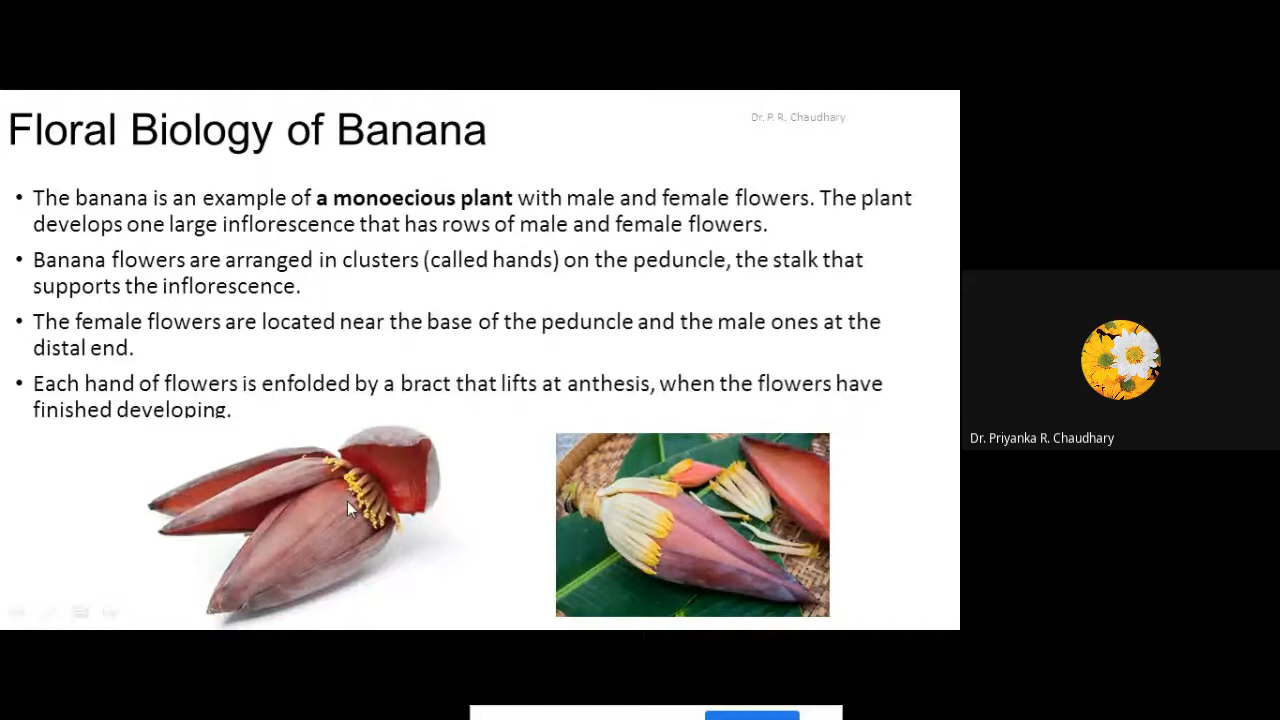 Floral Biology of Banana
Dr. P. R. Chaudhary
• The banana is an example of a monoecious plant with male and female flowers. The plant
develops one large inflorescence that has rows of male and female flowers.
• Banana flowers are arranged in clusters (called hands) on the peduncle, the stalk that
supports the inflorescence.
• The female flowers are located near the base of the peduncle and the male ones at the
distal end.
• Each hand of flowers is enfolded by a bract that lifts at anthesis, when the flowers have
finished developing.
Dr. Priyanka R. Chaudhary